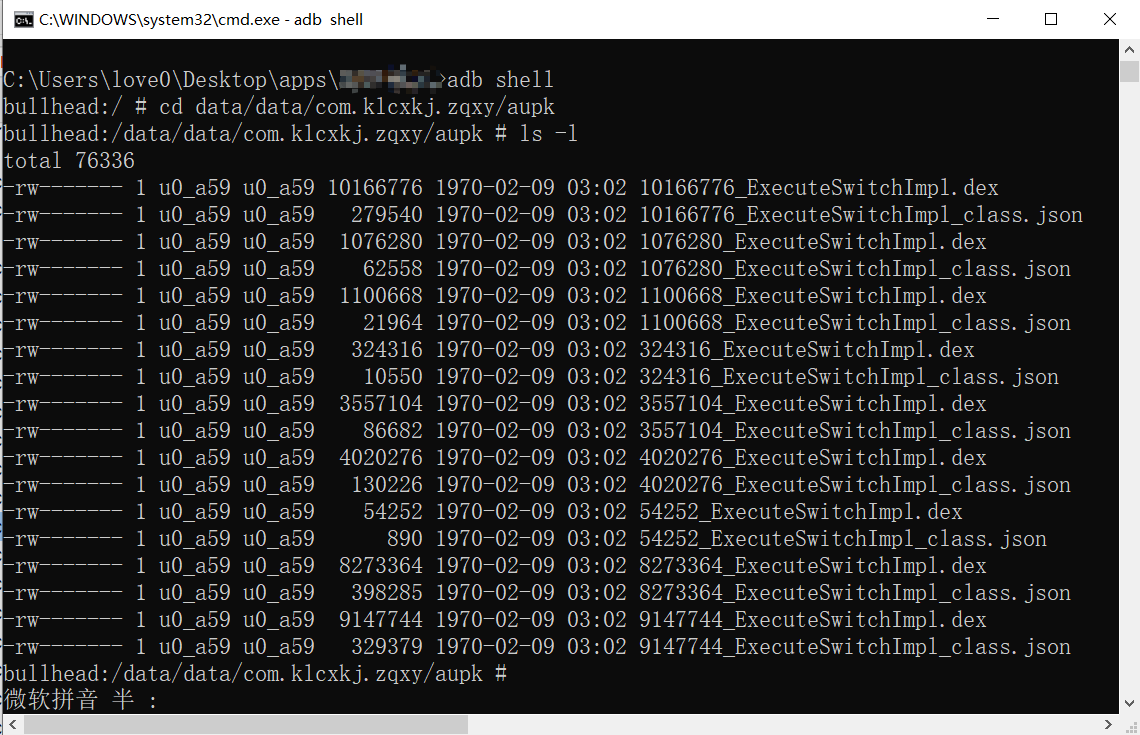 C:\WINDOWS\system32\cmd.exe - adb  shell
C:\Users\love0\Desktop\apps\ >adb shell
bullhead:/ # cd data/data/com.klcxkj.zqxy/aupk
bullhead:/data/data/com.klcxkj.zqxy/aupk # ls -l
total 76336
-rw------- 1 u0_a59 u0_a59 10166776 1970-02-09 03:02 10166776_ExecuteSwitchImpl.dex
-rw------- 1 u0_a59 u0_a59   279540 1970-02-09 03:02 10166776_ExecuteSwitchImpl_class.json
-rw------- 1 u0_a59 u0_a59  1076280 1970-02-09 03:02 1076280_ExecuteSwitchImpl.dex
-rw------- 1 u0_a59 u0_a59    62558 1970-02-09 03:02 1076280_ExecuteSwitchImpl_class.json
-rw------- 1 u0_a59 u0_a59  1100668 1970-02-09 03:02 1100668_ExecuteSwitchImpl.dex
-rw------- 1 u0_a59 u0_a59    21964 1970-02-09 03:02 1100668_ExecuteSwitchImpl_class.json
-rw------- 1 u0_a59 u0_a59   324316 1970-02-09 03:02 324316_ExecuteSwitchImpl.dex
-rw------- 1 u0_a59 u0_a59    10550 1970-02-09 03:02 324316_ExecuteSwitchImpl_class.json
-rw------- 1 u0_a59 u0_a59  3557104 1970-02-09 03:02 3557104_ExecuteSwitchImpl.dex
-rw------- 1 u0_a59 u0_a59    86682 1970-02-09 03:02 3557104_ExecuteSwitchImpl_class.json
-rw------- 1 u0_a59 u0_a59  4020276 1970-02-09 03:02 4020276_ExecuteSwitchImpl.dex
-rw------- 1 u0_a59 u0_a59   130226 1970-02-09 03:02 4020276_ExecuteSwitchImpl_class.json
-rw------- 1 u0_a59 u0_a59    54252 1970-02-09 03:02 54252_ExecuteSwitchImpl.dex
-rw------- 1 u0_a59 u0_a59      890 1970-02-09 03:02 54252_ExecuteSwitchImpl_class.json
-rw------- 1 u0_a59 u0_a59  8273364 1970-02-09 03:02 8273364_ExecuteSwitchImpl.dex
-rw------- 1 u0_a59 u0_a59   398285 1970-02-09 03:02 8273364_ExecuteSwitchImpl_class.json
-rw------- 1 u0_a59 u0_a59  9147744 1970-02-09 03:02 9147744_ExecuteSwitchImpl.dex
-rw------- 1 u0_a59 u0_a59   329379 1970-02-09 03:02 9147744_ExecuteSwitchImpl_class.json
bullhead:/data/data/com.klcxkj.zqxy/aupk #
微软拼音 半 :